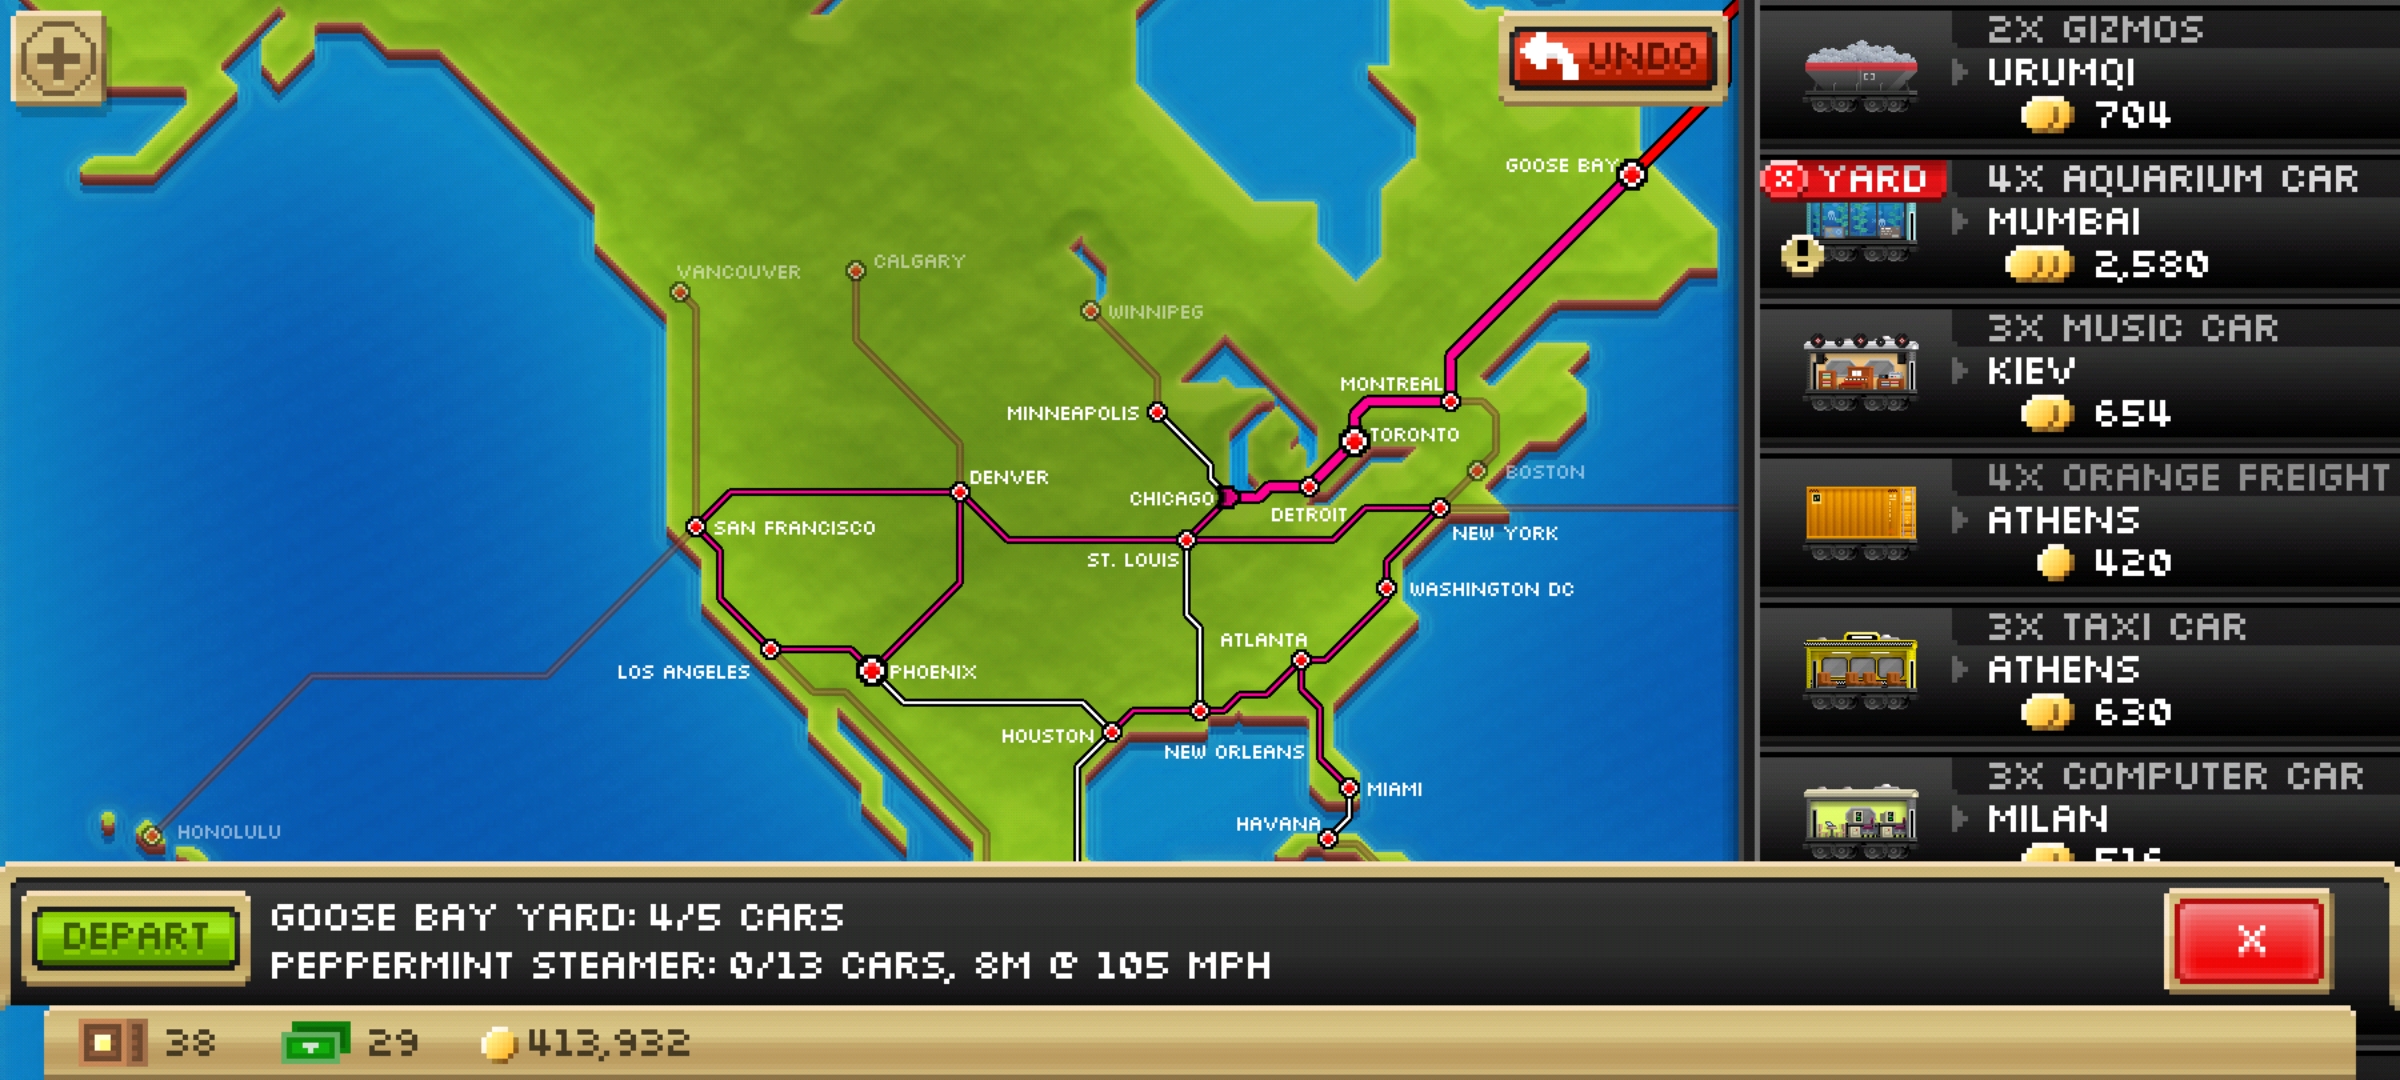 UNDO
GOOSE BAY
VANCOUVER
CALGARY
WINNIPEG
MONTREAL
MINNEAPOLIS
TORONTO
DENVER
BOSTON
CHICAGO
DETROIT
SAN FRANCISCO
NEW YORK
ST. LOUIS
WASHINGTON DC
ATLANTA
LOS ANGELES
PHOENIX
HOUSTON
NEW ORLEANS
MIAMI
HAVANA
HONOLULU
2X GIZMOS
URUMQI
704
YARD
4X AQUARIUM CAR
MUMBAI
2,580
3X MUSIC CAR
KIEV
654
4X ORANGE FREIGHT
ATHENS
420
3X TAXI CAR
ATHENS
630
3X COMPUTER CAR
MILAN
516
DEPART
GOOSE BAY YARD: 4/5 CARS
PEPPERMINT STEAMER: 0/13 CARS, 8M @ 105 MPH
X
38
29
413,932